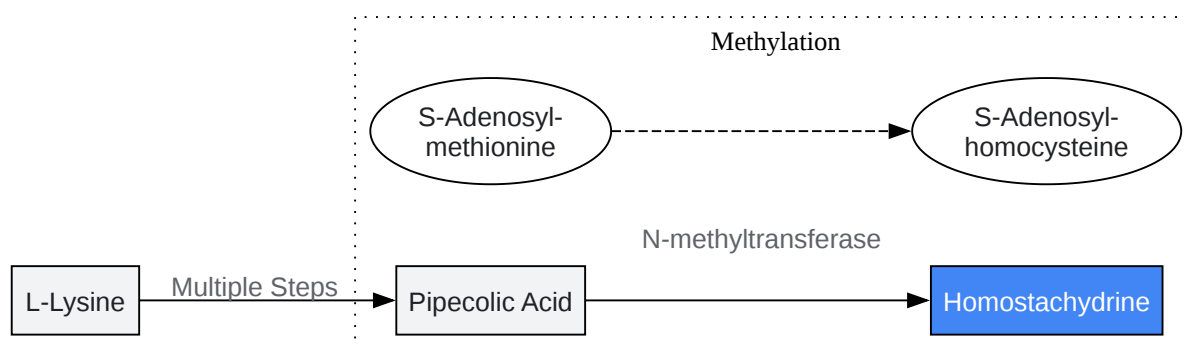 Methylation
S-Adenosyl-
methionine
S-Adenosyl-
homocysteine
N-methyltransferase
L-Lysine
Multiple Steps
Pipecolic Acid
Homostachydrine